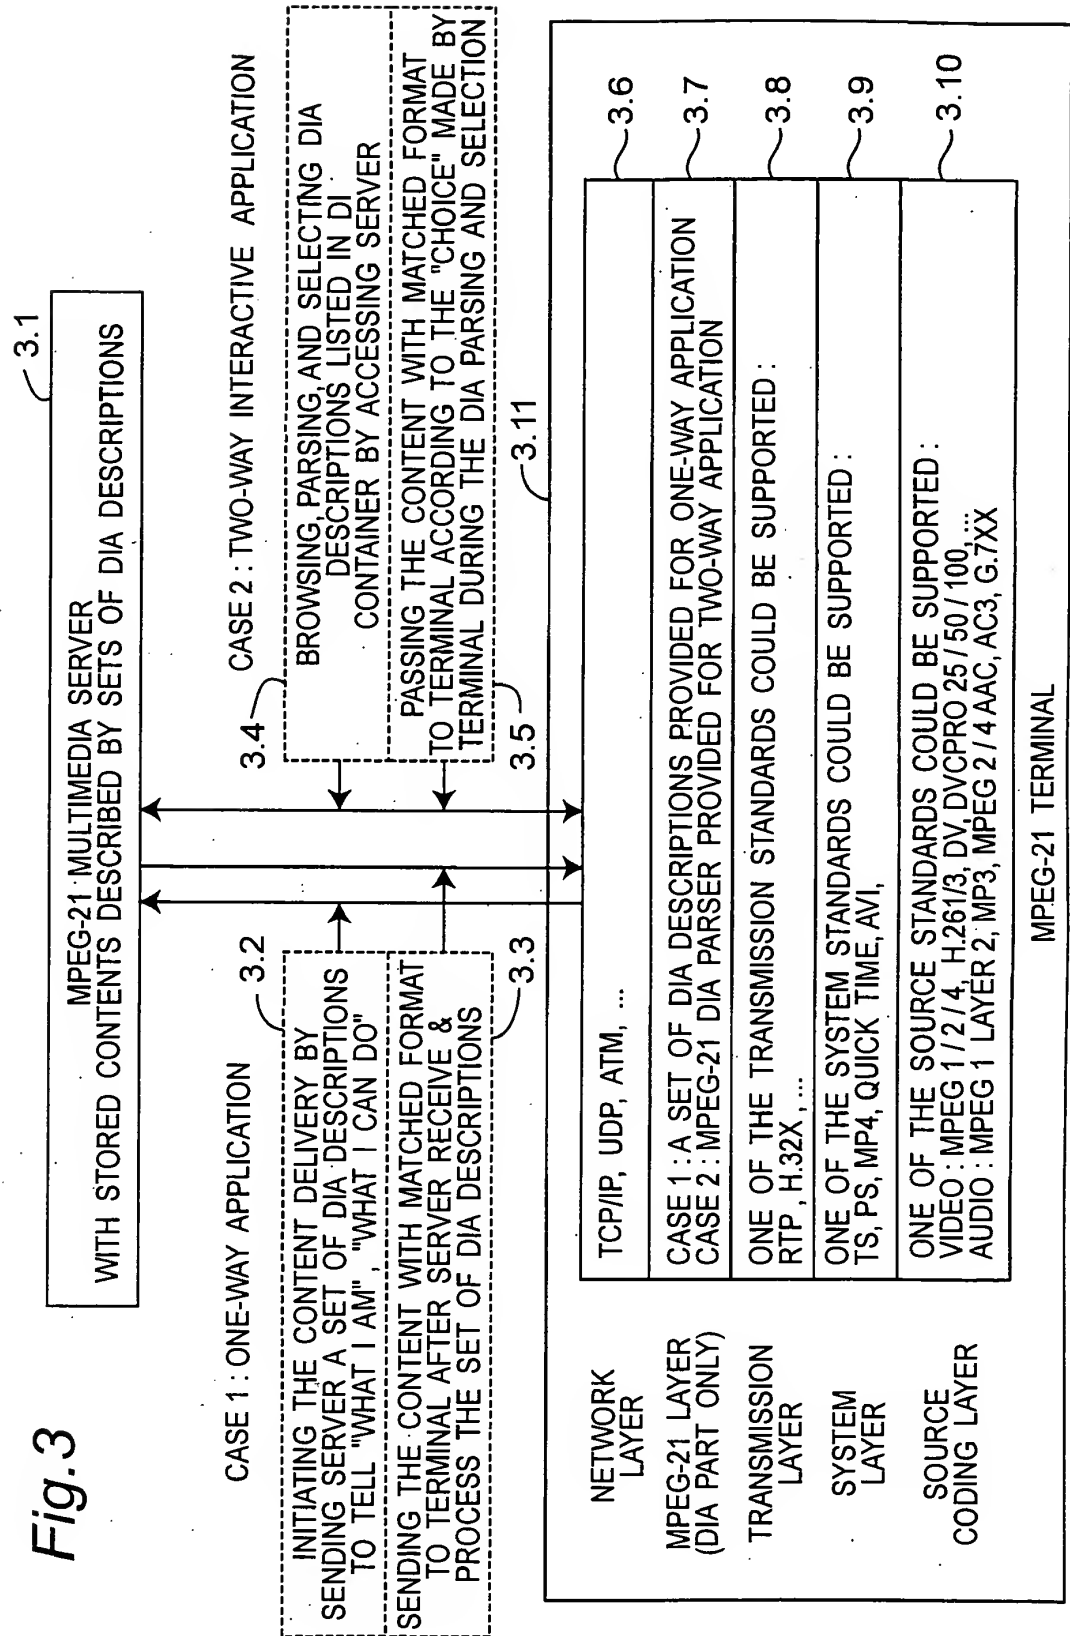 Fig.3
3.1
MPEG-21 MULTIMEDIA SERVER
WITH STORED CONTENTS DESCRIBED BY SETS OF DIA DESCRIPTIONS
CASE 1 : ONE-WAY APPLICATION
3.2
INITIATING THE CONTENT DELIVERY BY
SENDING SERVER A SET OF DIA DESCRIPTIONS
TO TELL "WHAT I AM" , "WHAT I CAN DO"
SENDING THE CONTENT WITH MATCHED FORMAT
TO TERMINAL AFTER SERVER RECEIVE &
PROCESS THE SET OF DIA DESCRIPTIONS
3.3
CASE 2 : TWO-WAY INTERACTIVE APPLICATION
3.4
BROWSING, PARSING, AND SELECTING DIA
DESCRIPTIONS LISTED IN DI
CONTAINER BY ACCESSING SERVER
PASSING THE CONTENT WITH MATCHED FORMAT
TO TERMINAL ACCORDING TO THE "CHOICE" MADE BY
TERMINAL DURING THE DIA PARSING AND SELECTION
3.5
3.11
NETWORK
LAYER
TCP/IP, UDP, ATM, ...
3.6
MPEG-21 LAYER
(DIA PART ONLY)
CASE 1 : A SET OF DIA DESCRIPTIONS PROVIDED FOR ONE-WAY APPLICATION
CASE 2 : MPEG-21 DIA PARSER PROVIDED FOR TWO-WAY APPLICATION
3.7
TRANSMISSION
LAYER
ONE OF THE TRANSMISSION STANDARDS COULD BE SUPPORTED :
RTP , H.32X , ...
3.8
SYSTEM
LAYER
ONE OF THE SYSTEM STANDARDS COULD BE SUPPORTED :
TS, PS, MP4, QUICK TIME, AVI,
3.9
SOURCE
CODING LAYER
ONE OF THE SOURCE STANDARDS COULD BE SUPPORTED:
VIDEO : MPEG 1 / 2 / 4, H.261/3, DV, DVCPRO 25 / 50 / 100, ...
AUDIO : MPEG 1 LAYER 2, MP3, MPEG 2 / 4 AAC, AC3, G.7XX
3.10
MPEG-21 TERMINAL